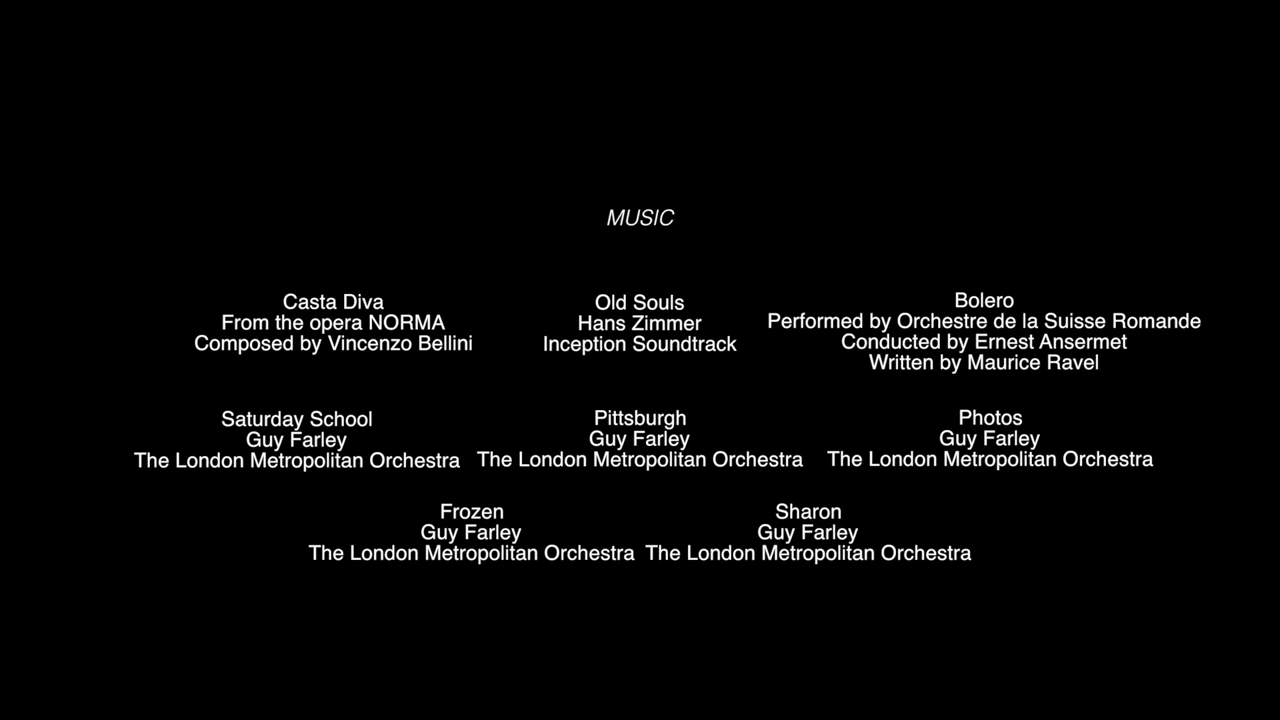 MUSIC
Casta Diva
From the opera NORMA
Composed by Vincenzo Bellini
Old Souls
Hans Zimmer
Inception Soundtrack
Bolero
Performed by Orchestre de la Suisse Romande
Conducted by Ernest Ansermet
Written by Maurice Ravel
Saturday School
Guy Farley
The London Metropolitan Orchestra
Pittsburgh
Guy Farley
The London Metropolitan Orchestra
Photos
Guy Farley
The London Metropolitan Orchestra
Frozen
Guy Farley
The London Metropolitan Orchestra
Sharon
Guy Farley
The London Metropolitan Orchestra